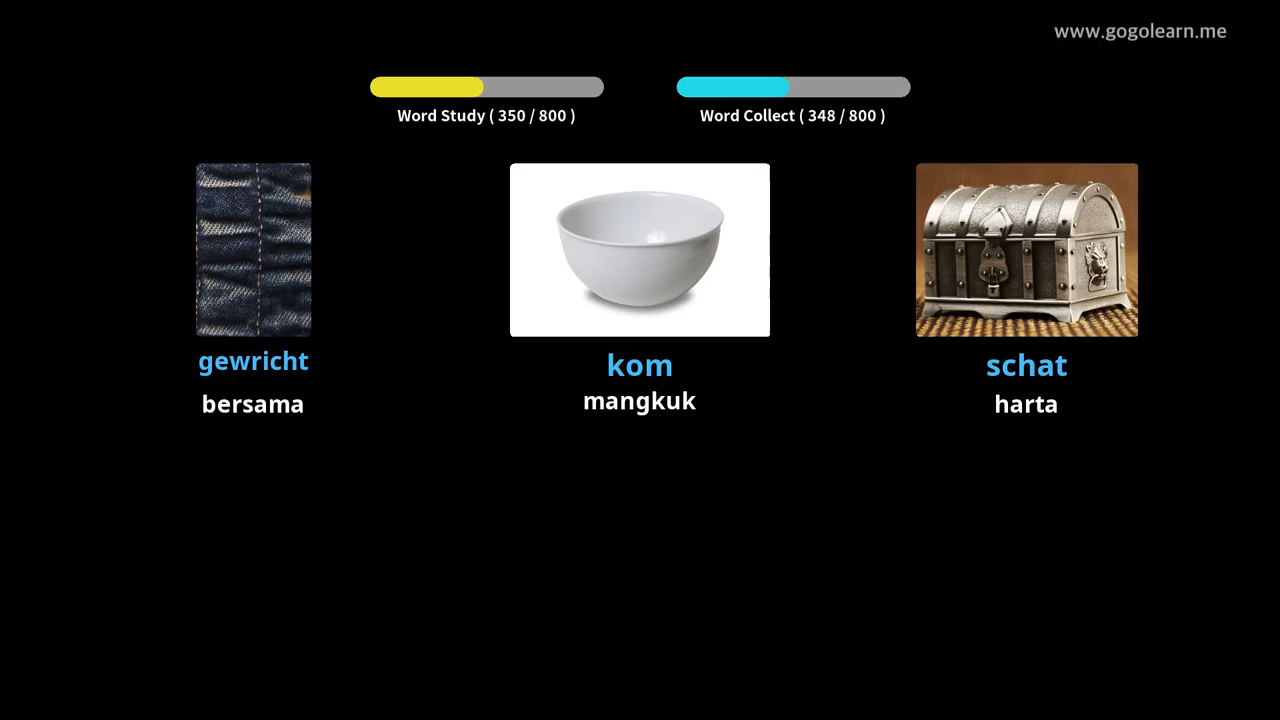 www.gogolearn.me
Word Study ( 350 / 800 )
Word Collect ( 348 / 800 )
gewricht
bersama
kom
mangkuk
schat
harta